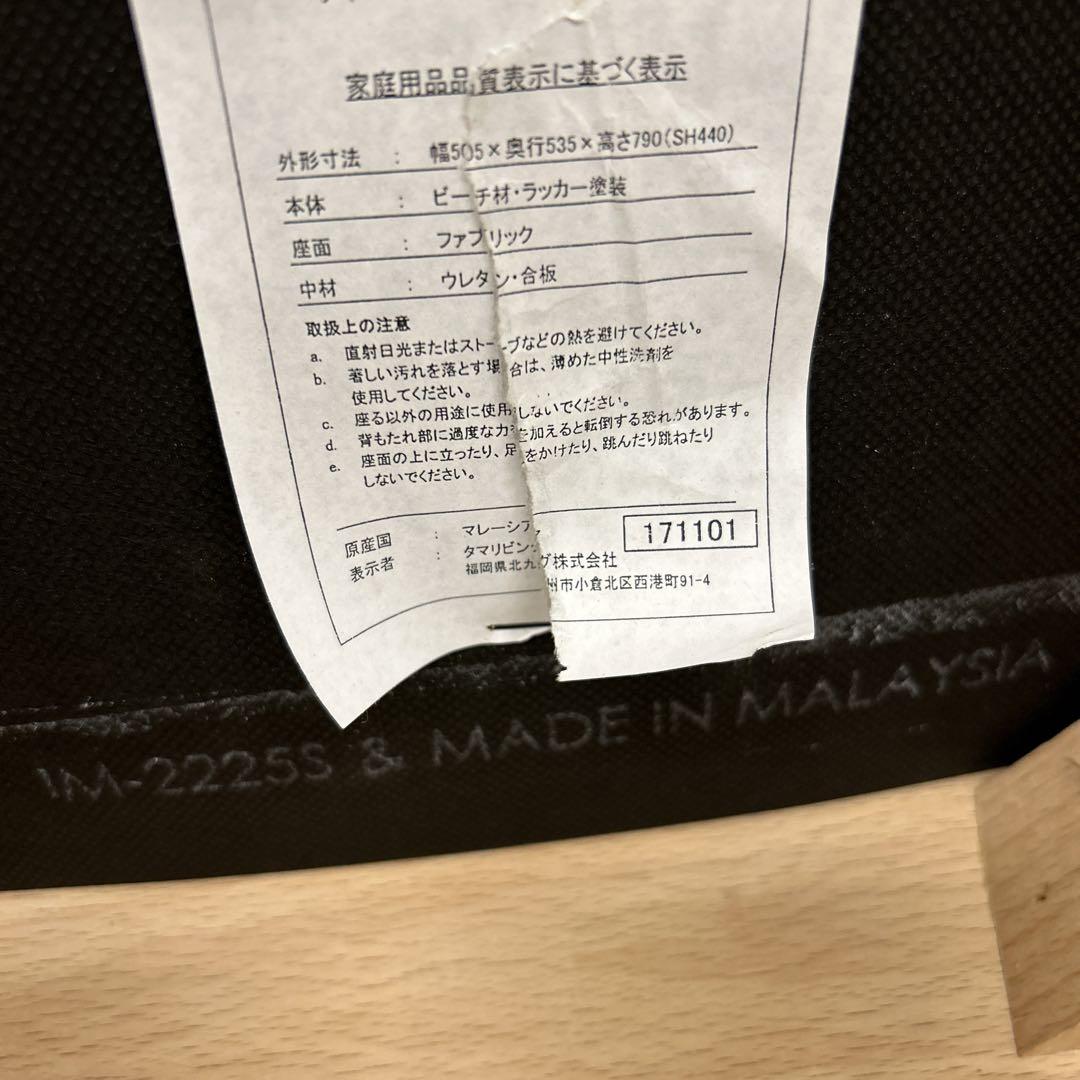 家庭用品品質表示に基づく表示
外形寸法 : 幅505×奥行535×高さ790(SH440)
本体 : ビーチ材・ラッカー塗装
座面 : ファブリック
中材 : ウレタン・合板
取扱上の注意
a. 直射日光またはストーブなどの熱を避けてください。
b. 著しい汚れを落とす場合は、薄めた中性洗剤を
使用してください。
c. 座る以外の用途に使用しないでください。
d. 背もたれ部に過度な力を加えると転倒する恐れがあります。
e. 座面の上に立ったり、足をかけたり、跳んだり跳ねたり
しないでください。
原産国 : マレーシア
171101
表示者 : タマリビング株式会社
福岡県北九州市小倉北区西港町91-4
IM-2225S & MADE IN MALAYSIA